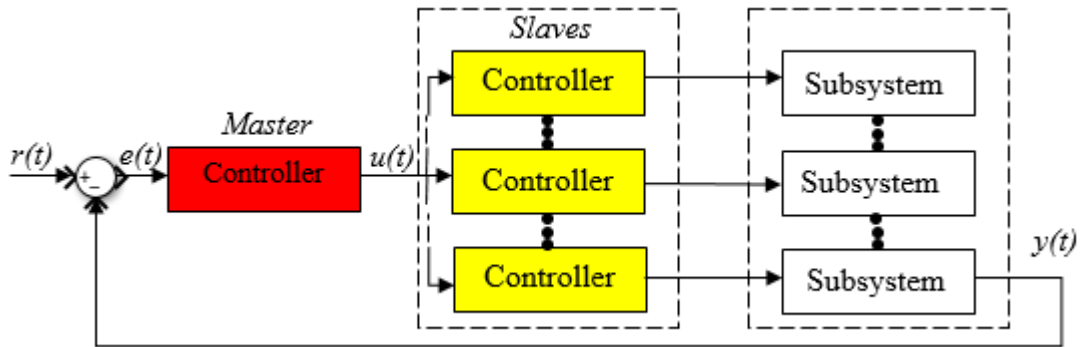 Slaves
Controller
Subsystem
Master
r(t)
+
-
e(t)
Controller
u(t)
Controller
Subsystem
Controller
Subsystem
y(t)